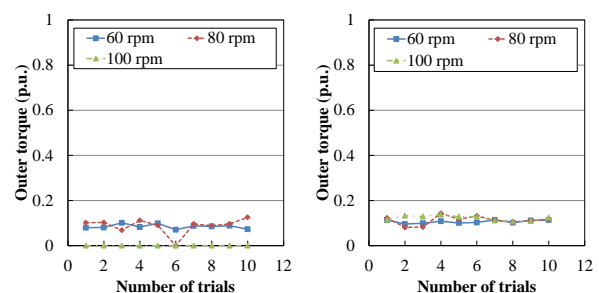 1
0.8
0.6
0.4
0.2
0
Outer torque (p.u.)
60 rpm 80 rpm
100 rpm
0 2 4 6 8 10 12
Number of trials
1
0.8
0.6
0.4
0.2
0
Outer torque (p.u.)
60 rpm 80 rpm
100 rpm
0 2 4 6 8 10 12
Number of trials